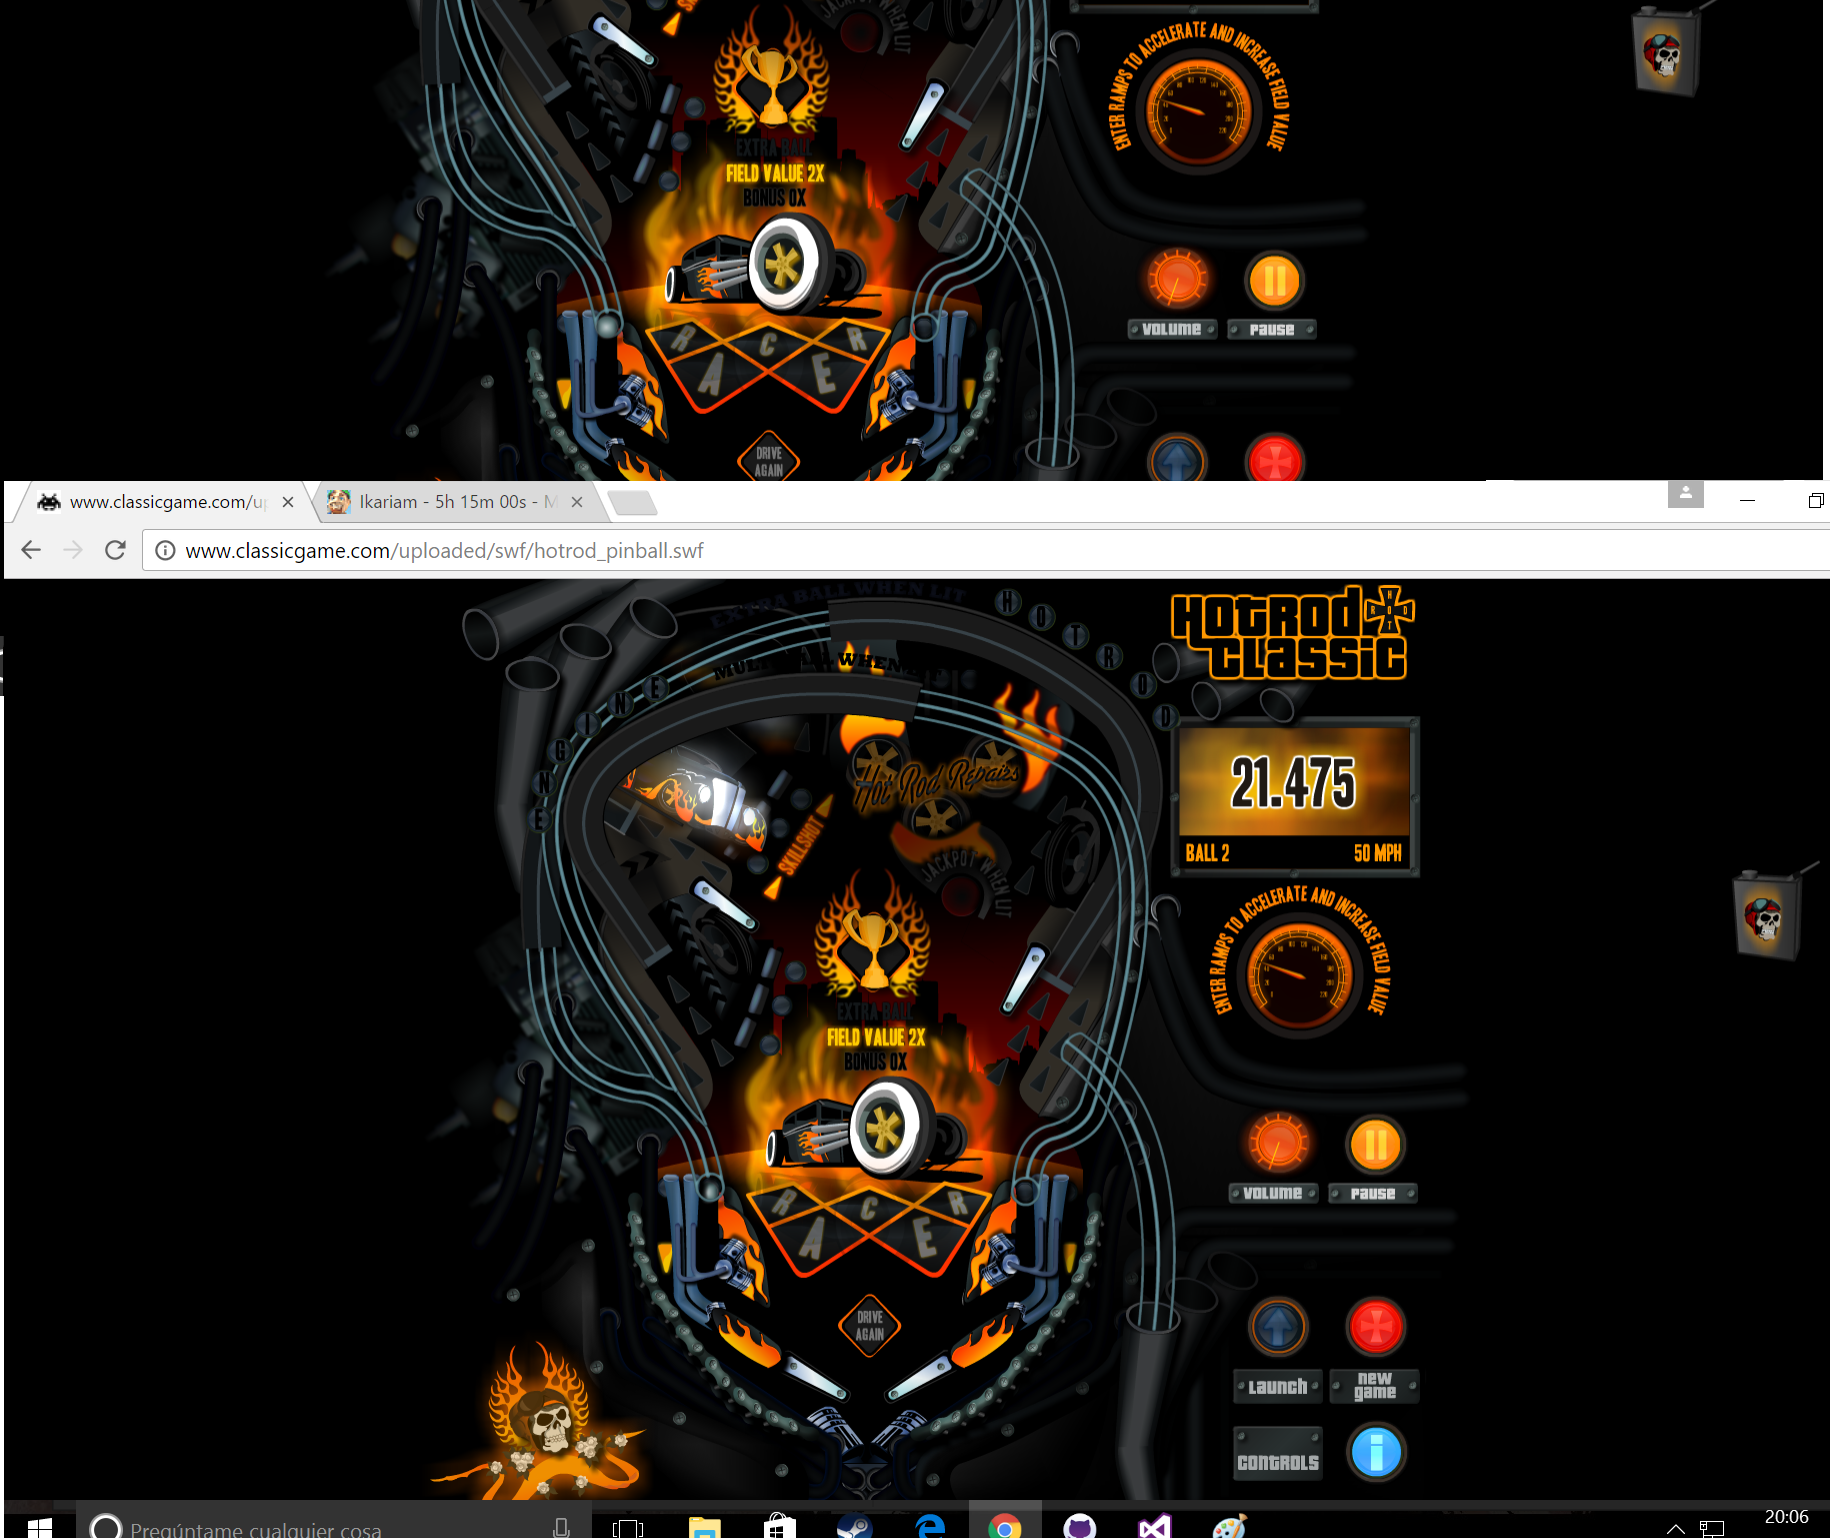 JACKPOT WHEN LIT
ENTER RAMPS TO ACCELERATE AND INCREASE FIELD VALUE
EXTRA BALL
FIELD VALUE 2X
BONUS 0X
R A C E R
VOLUME
PAUSE
DRIVE
AGAIN
www.classicgame.com/up
Ikariam - 5h 15m 00s - M
www.classicgame.com/uploaded/swf/hotrod_pinball.swf
EXTRA BALL WHEN LIT
HOTROD
HOTROD
CLASSIC
ENGINE
21.475
BALL 2
50 MPH
Hot Rod Repairs
SKILLSHOT
JACKPOT WHEN LIT
ENTER RAMPS TO ACCELERATE AND INCREASE FIELD VALUE
EXTRA BALL
FIELD VALUE 2X
BONUS 0X
R A C E R
VOLUME
PAUSE
DRIVE
AGAIN
LAUNCH
NEW
GAME
CONTROLS
Pregúntame cualquier cosa
20:06